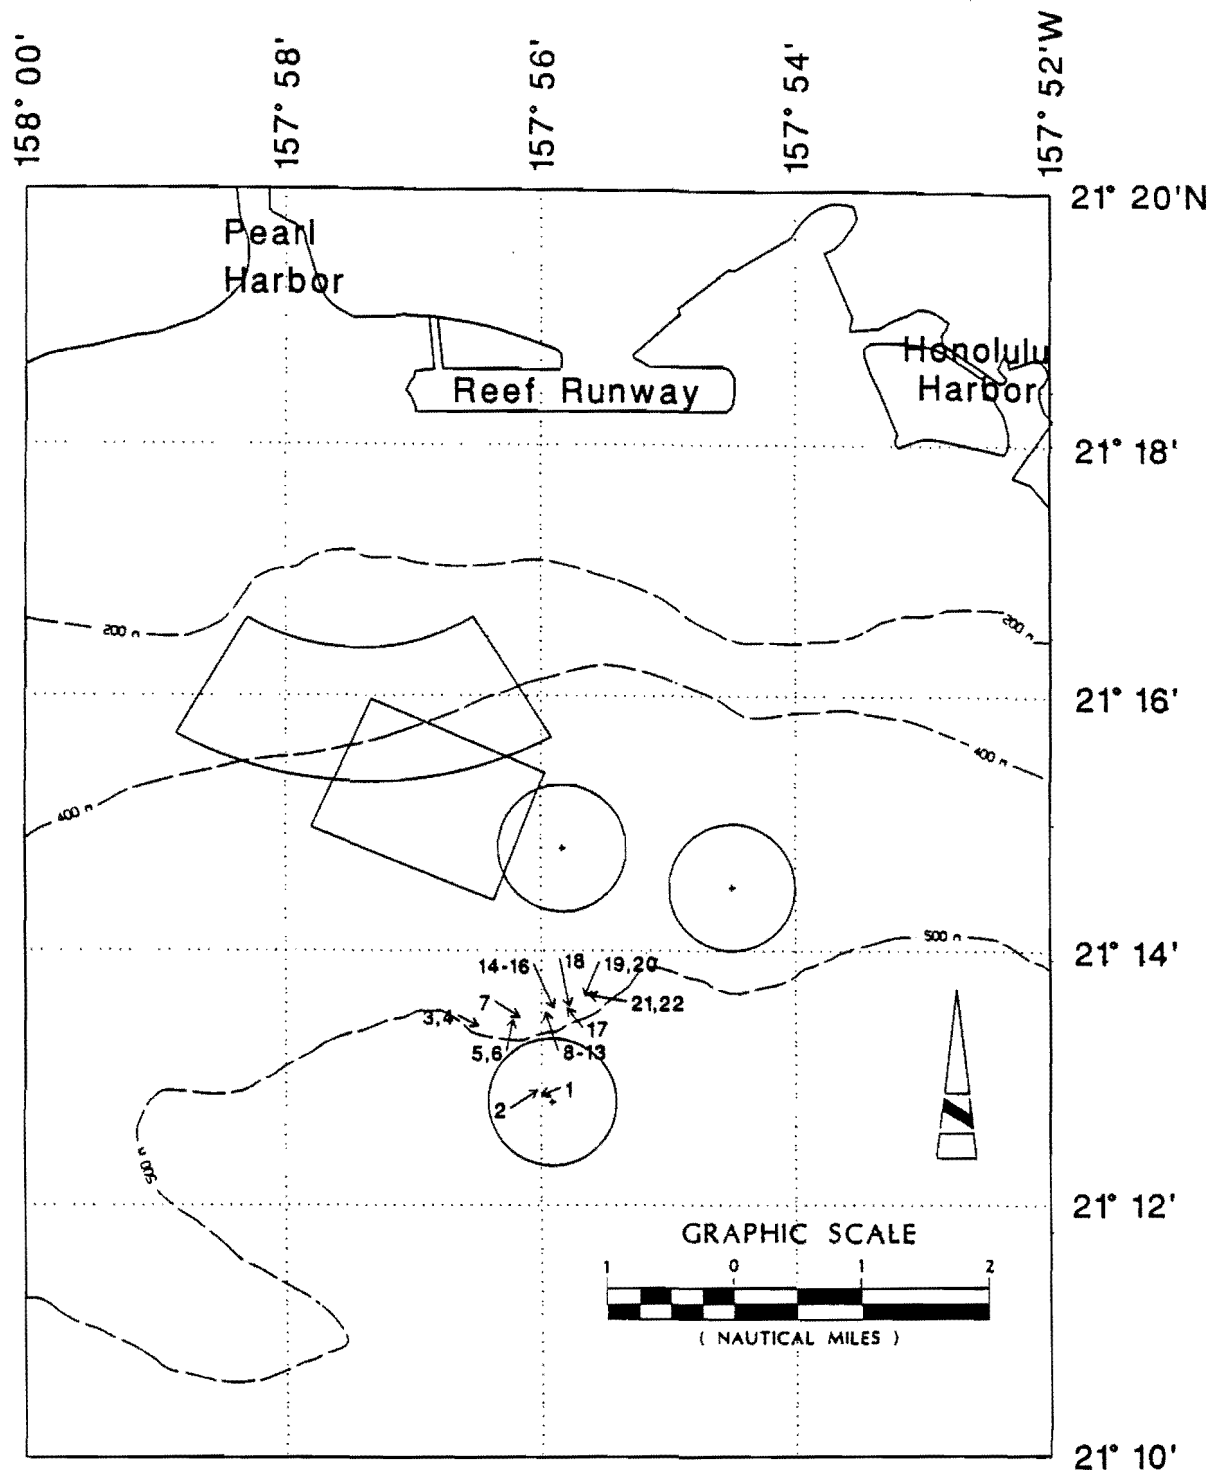 158° 00'
157° 58'
157° 56'
157° 54'
157° 52'W
21° 20'N
Pearl
Harbor
Honolulu
Harbor
Reef Runway
21° 18'
200 m
200 m
21° 16'
400 m
400 m
500 m
21° 14'
14-16
18
19,20
7
21,22
3,4
17
5,6
8-13
1
2
500 m
21° 12'
GRAPHIC SCALE
1 0 1 2
( NAUTICAL MILES )
21° 10'